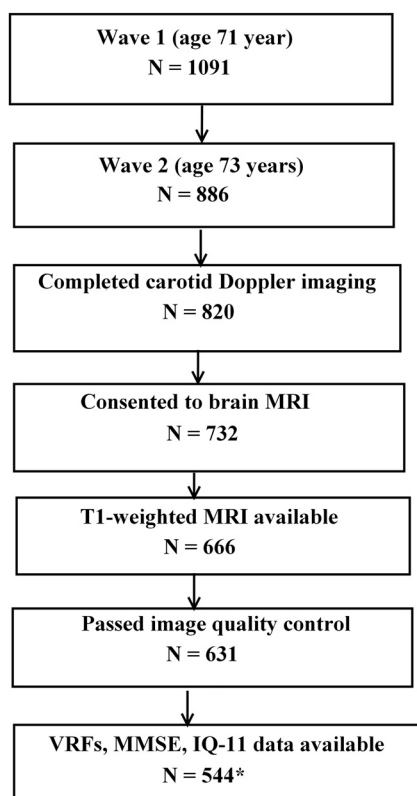 Wave 1 (age 71 year)
N = 1091
Wave 2 (age 73 years)
N = 886
Completed carotid Doppler imaging
N = 820
Consented to brain MRI
N = 732
T1-weighted MRI available
N = 666
Passed image quality control
N = 631
VRFs, MMSE, IQ-11 data available
N = 544*